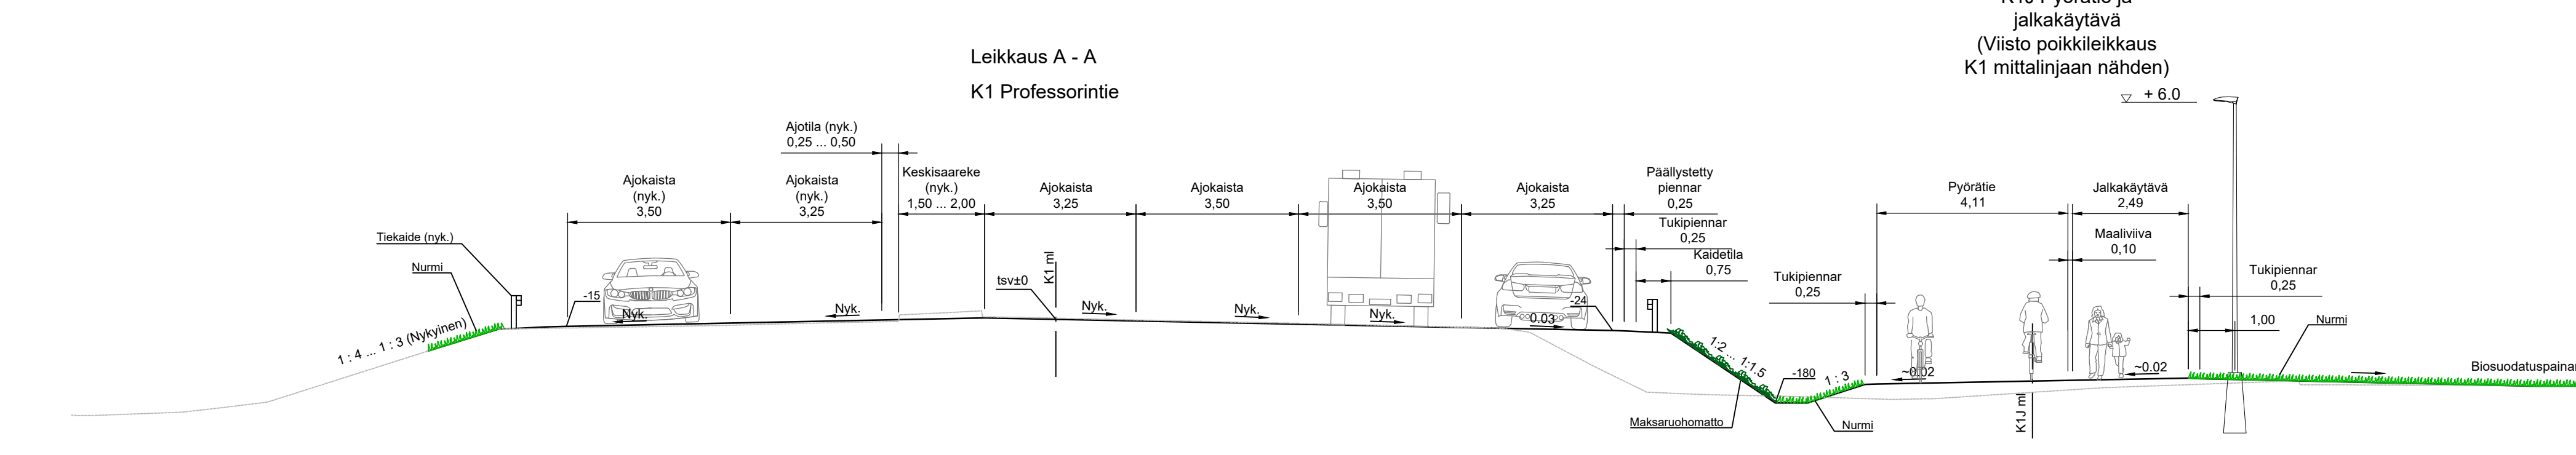 jalkakäytävä
(Viisto poikkileikkaus
K1 mittalinjaan nähden)
Leikkaus A - A
K1 Professorintie
+ 6.0
Ajotila (nyk.)
0,25 ... 0,50
Ajokaista
(nyk.)
3,50
Ajokaista
(nyk.)
3,25
Keskisaareke
(nyk.)
1,50 ... 2,00
Ajokaista
3,25
Ajokaista
3,50
Ajokaista
3,50
Ajokaista
3,25
Päällystetty
piennar
0,25
Tukipiennar
0,25
Kaidetila
0,75
Tukipiennar
0,25
Pyörätie
4,11
Jalkakäytävä
2,49
Maaliviiva
0,10
Tukipiennar
0,25
1,00
Nurmi
Tiekaide (nyk.)
Nurmi
1 : 4 ... 1 : 3 (Nykyinen)
-15
Nyk.
Nyk.
tsv±0
K1 ml
Nyk.
Nyk.
Nyk.
0.03
-24
1:2 ... 1:1.5
-180
1 : 3
Maksaruohomatto
Nurmi
~0.02
K1J ml
~0.02